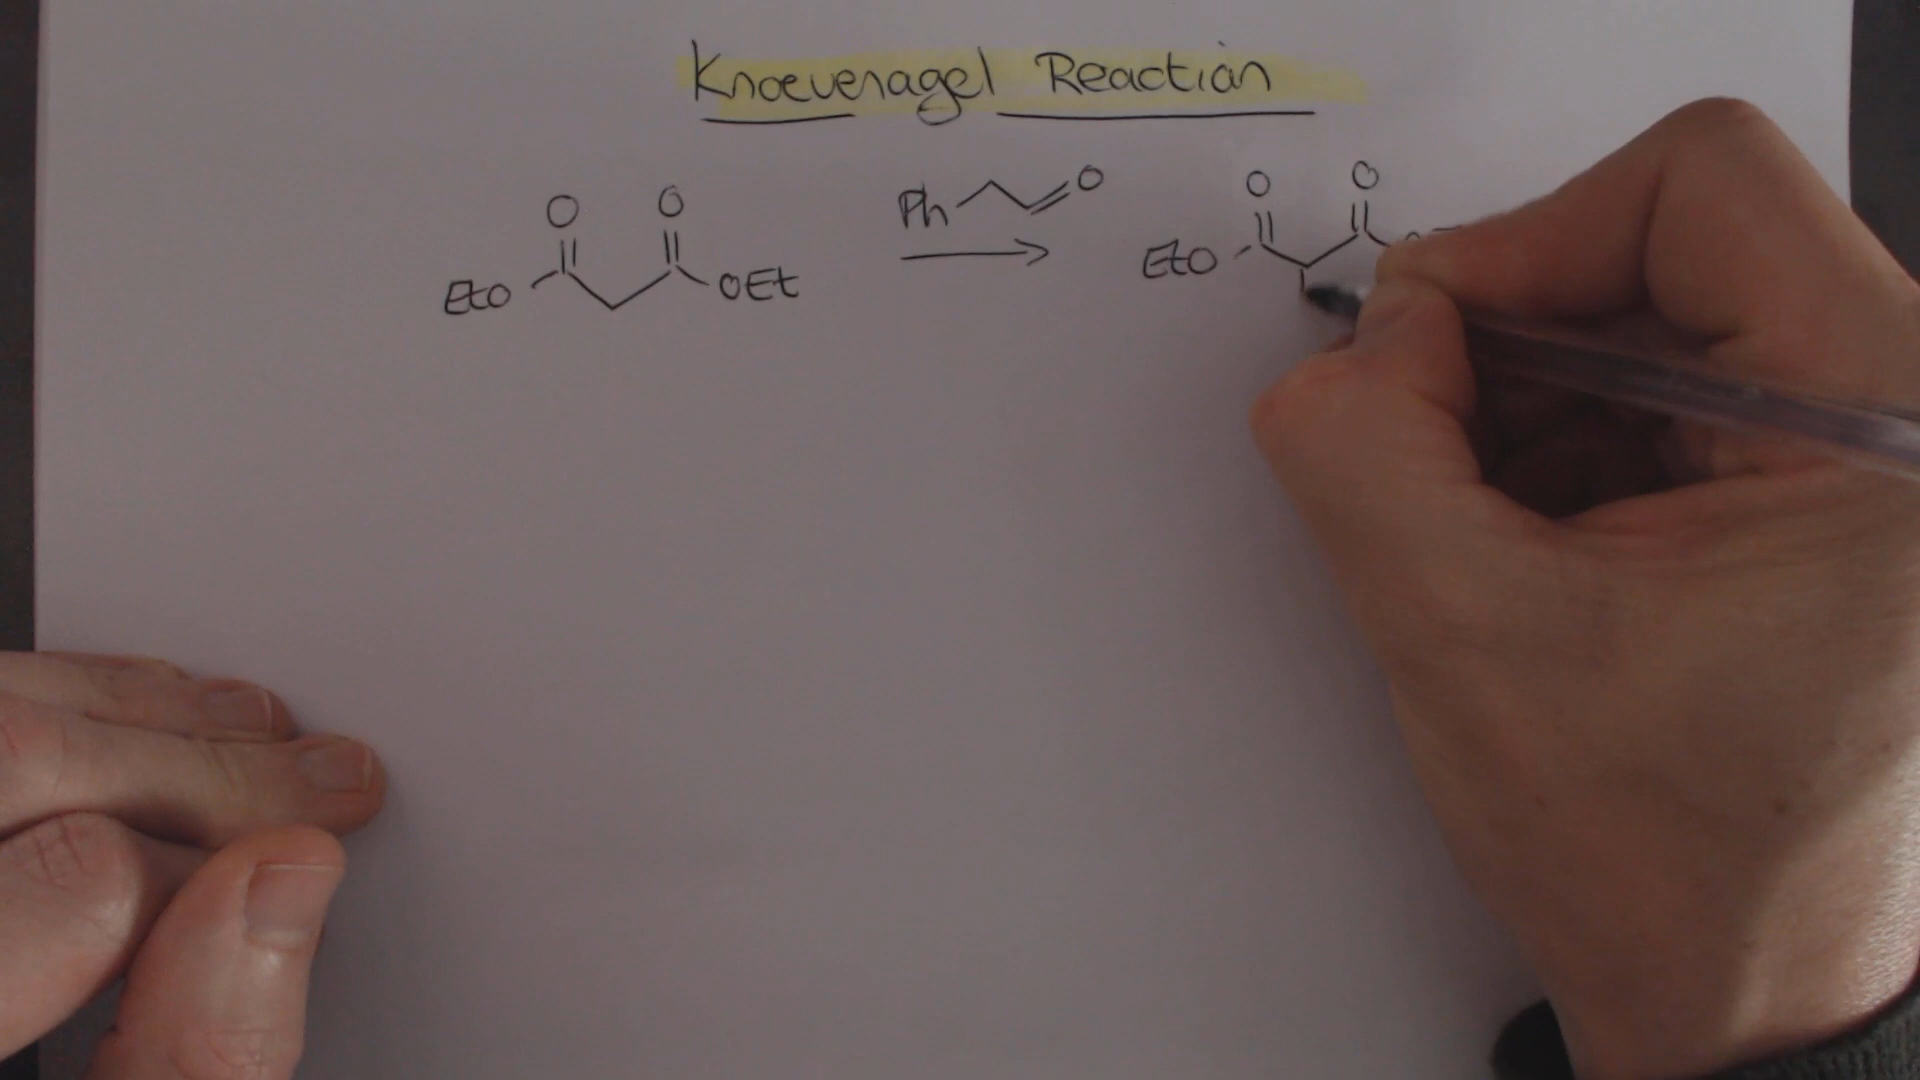 Knoevenagel Reaction
O O Ph O O O
EtO OEt EtO